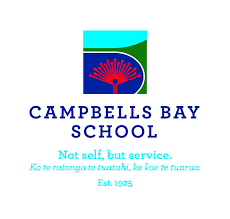 CAMPBELLS BAY
SCHOOL
Not self, but service.
Ko te ratonga te tuatahi, ko koe te tuarua
Est. 1925